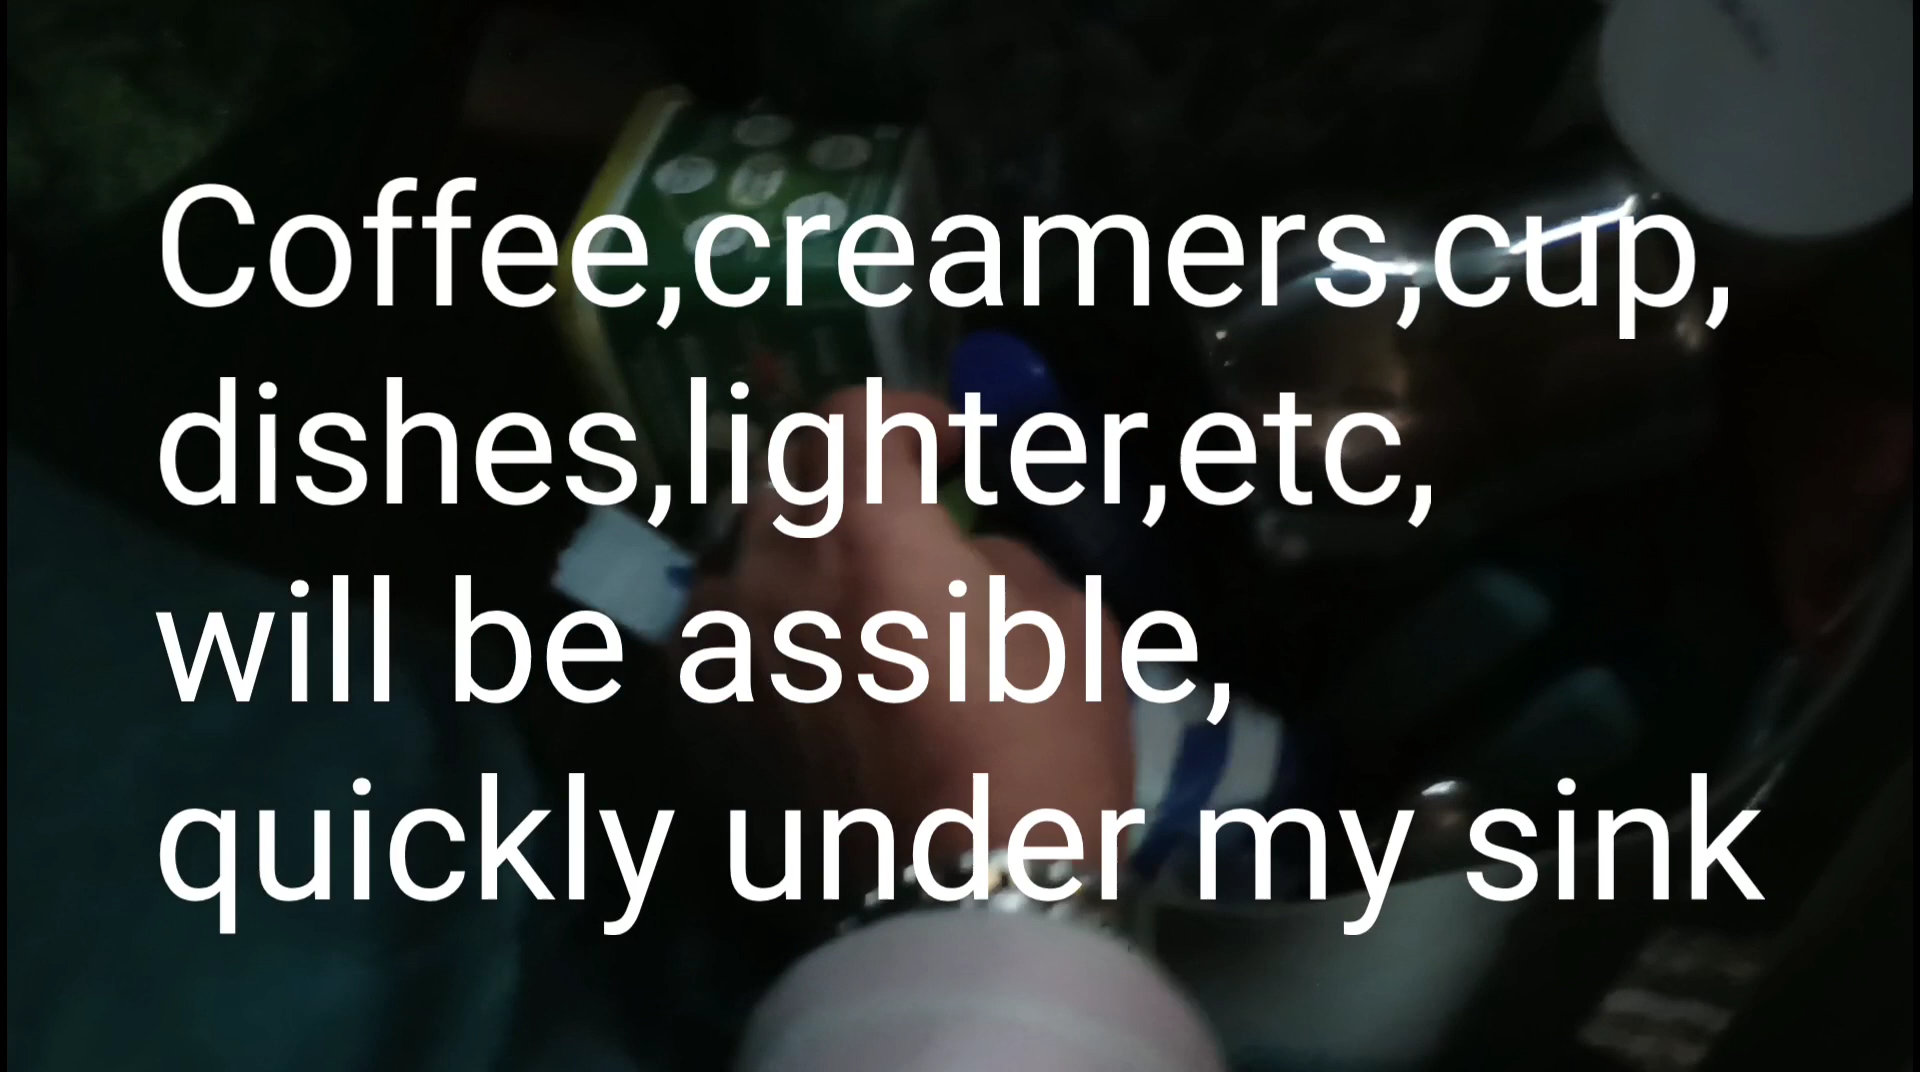 Coffee,creamers,cup,
dishes,lighter,etc,
will be assible,
quickly under my sink